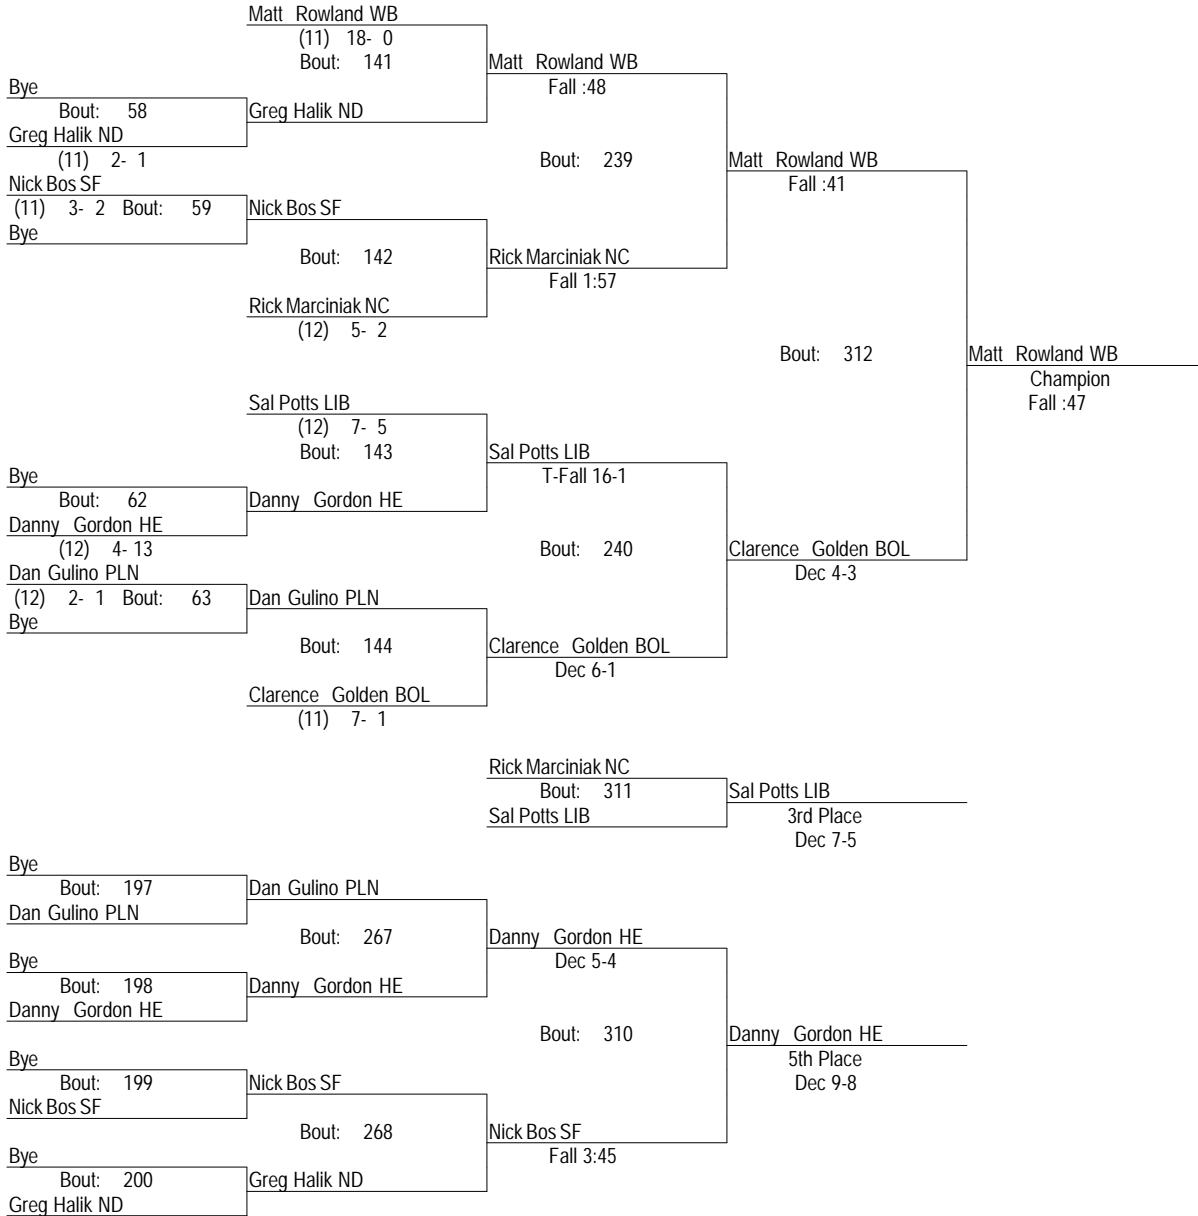 Matt Rowland WB
(11) 18- 0
Bout: 141
Matt Rowland WB
Fall :48
Bye
Bout: 58
Greg Halik ND
Greg Halik ND
(11) 2- 1
Bout: 239
Matt Rowland WB
Fall :41
Nick Bos SF
(11) 3- 2 Bout: 59
Nick Bos SF
Bye
Bout: 142
Rick Marciniak NC
Fall 1:57
Rick Marciniak NC
(12) 5- 2
Bout: 312
Matt Rowland WB
Champion
Fall :47
Sal Potts LIB
(12) 7- 5
Bout: 143
Sal Potts LIB
T-Fall 16-1
Bye
Bout: 62
Danny Gordon HE
Danny Gordon HE
(12) 4- 13
Bout: 240
Clarence Golden BOL
Dec 4-3
Dan Gulino PLN
(12) 2- 1 Bout: 63
Dan Gulino PLN
Bye
Bout: 144
Clarence Golden BOL
Dec 6-1
Clarence Golden BOL
(11) 7- 1
Rick Marciniak NC
Bout: 311
Sal Potts LIB
Sal Potts LIB
3rd Place
Dec 7-5
Bye
Bout: 197
Dan Gulino PLN
Dan Gulino PLN
Bout: 267
Danny Gordon HE
Dec 5-4
Bye
Bout: 198
Danny Gordon HE
Danny Gordon HE
Bout: 310
Danny Gordon HE
5th Place
Dec 9-8
Bye
Bout: 199
Nick Bos SF
Nick Bos SF
Bout: 268
Nick Bos SF
Fall 3:45
Bye
Bout: 200
Greg Halik ND
Greg Halik ND